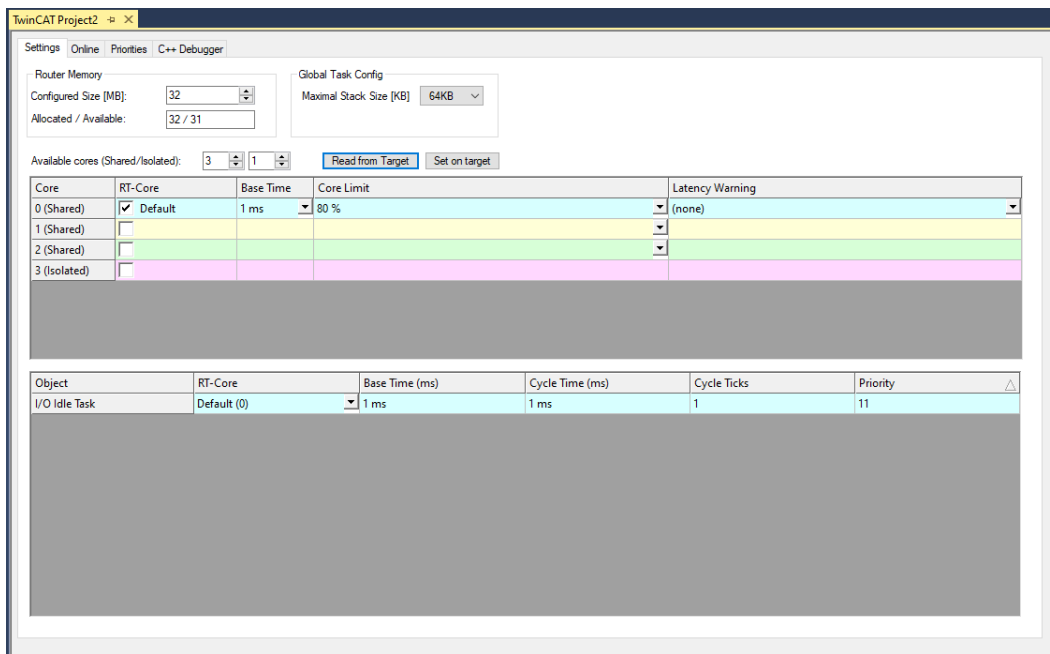 TwinCAT Project2
Settings Online Priorities C++ Debugger
Router Memory Global Task Config
Configured Size [MB]: 32 Maximal Stack Size [KB] 64KB
Allocated / Available: 32 / 31
Available cores (Shared/Isolated): 3 1 Read from Target Set on target
Core RT-Core Base Time Core Limit Latency Warning
0 (Shared) Default 1 ms 80 % (none)
1 (Shared)
2 (Shared)
3 (Isolated)
Object RT-Core Base Time (ms) Cycle Time (ms) Cycle Ticks Priority
I/O Idle Task Default (0) 1 ms 1 ms 1 11